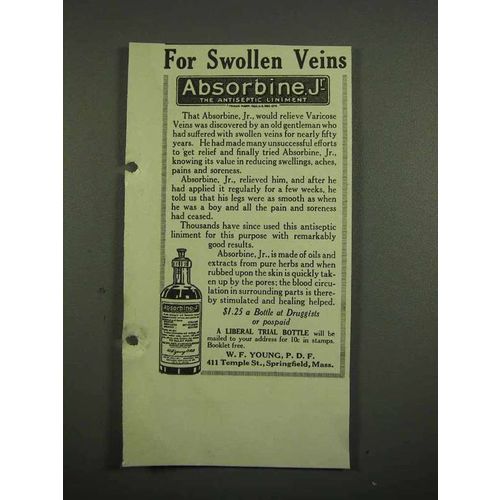 For Swollen Veins
Absorbine, Jr.
THE ANTISEPTIC LINIMENT
That Absorbine, Jr., would relieve Varicose
Veins was discovered by an old gentleman who
had suffered with swollen veins for nearly fifty
years. He had made many unsuccessful efforts
to get relief and finally tried Absorbine, Jr.,
knowing its value in reducing swellings, aches,
pains and soreness.
Absorbine, Jr., relieved him, and after he
had applied it regularly for a few weeks, he
told us that his legs were as smooth as when
he was a boy and all the pain and soreness
had ceased.
Thousands have since used this antiseptic
liniment for this purpose with remarkably
good results.
Absorbine, Jr., is made of oils and
extracts from pure herbs and when
rubbed upon the skin is quickly tak-
en up by the pores; the blood circu-
lation in surrounding parts is there-
by stimulated and healing helped.
$1.25 a Bottle at Druggists
or pospaid
A LIBERAL TRIAL BOTTLE will be
mailed to your address for 10c in stamps.
Booklet free.
W. F. YOUNG, P. D. F.
411 Temple St., Springfield, Mass.
Absorbine Jr